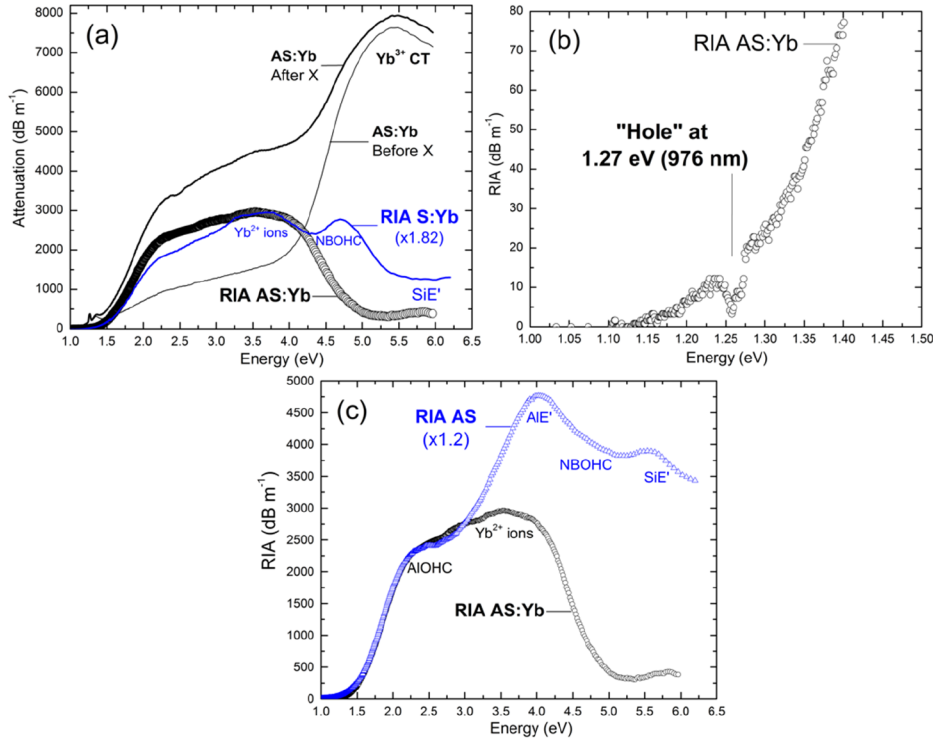 (a)
8000
7000
6000
5000
4000
3000
2000
1000
0
Attenuation (dB m⁻¹)
AS:Yb
After X
Yb³⁺ CT
AS:Yb
Before X
RIA S:Yb
(x1.82)
Yb²⁺ ions
NBOHC
RIA AS:Yb
SiE'
1.0 1.5 2.0 2.5 3.0 3.5 4.0 4.5 5.0 5.5 6.0 6.5
Energy (eV)
(b)
80
70
60
50
40
30
20
10
0
RIA (dB m⁻¹)
RIA AS:Yb
"Hole" at
1.27 eV (976 nm)
1.00 1.05 1.10 1.15 1.20 1.25 1.30 1.35 1.40 1.45 1.50
Energy (eV)
(c)
5000
4500
4000
3500
3000
2500
2000
1500
1000
500
0
RIA (dB m⁻¹)
RIA AS
(x1.2)
AlE'
NBOHC
SiE'
Yb²⁺ ions
AlOHC
RIA AS:Yb
1.0 1.5 2.0 2.5 3.0 3.5 4.0 4.5 5.0 5.5 6.0 6.5
Energy (eV)